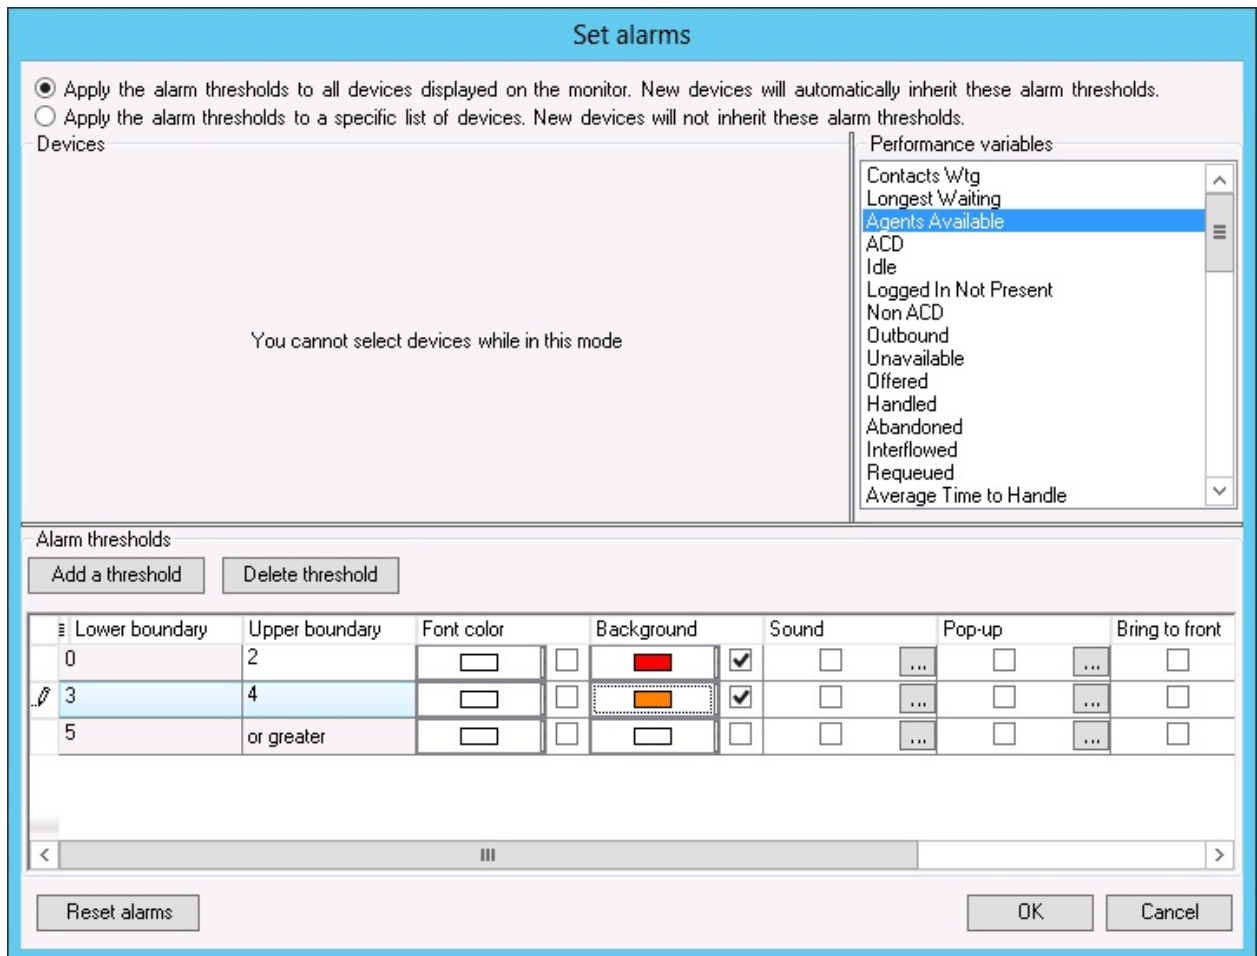 Set alarms
Apply the alarm thresholds to all devices displayed on the monitor. New devices will automatically inherit these alarm thresholds.
Apply the alarm thresholds to a specific list of devices. New devices will not inherit these alarm thresholds.
Devices
You cannot select devices while in this mode
Performance variables
Contacts Wtg
Longest Waiting
Agents Available
ACD
Idle
Logged In Not Present
Non ACD
Outbound
Unavailable
Offered
Handled
Abandoned
Interflowed
Requeued
Average Time to Handle
Alarm thresholds
Add a threshold Delete threshold
Lower boundary Upper boundary Font color Background Sound Pop-up Bring to front
0 2 ... ...
3 4 ... ...
5 or greater ... ...
Reset alarms OK Cancel